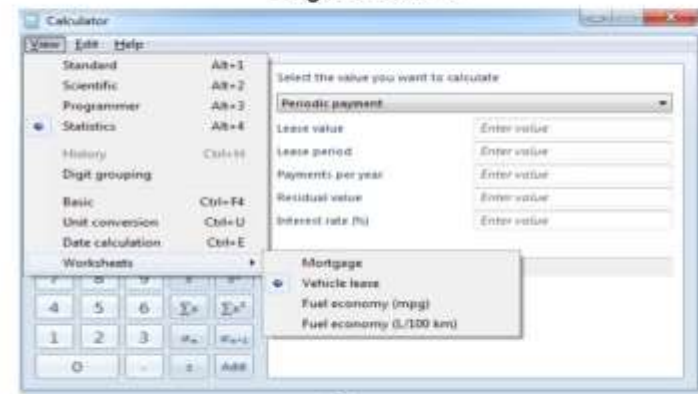 Calculator
View Edit Help
Standard Alt+1
Scientific Alt+2
Programmer Alt+3
Statistics Alt+4
History Ctrl+H
Digit grouping
Basic Ctrl+F4
Unit conversion Ctrl+U
Date calculation Ctrl+E
Worksheets
Select the value you want to calculate
Periodic payment
Lease value Enter value
Lease period Enter value
Payments per year Enter value
Residual value Enter value
Interest rate (%) Enter value
Mortgage
Vehicle lease
Fuel economy (mpg)
Fuel economy (L/100 km)
4 5 6 Σx Σx²
1 2 3
0 . ± Add